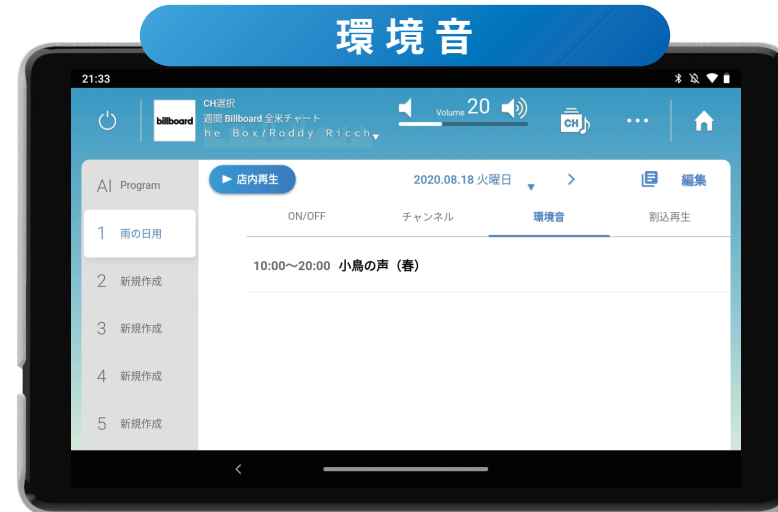 環境音
21:33
billboard
CH選択
週間 Billboard 全米チャート
he Box/Roddy Ricch
Volume 20
CH
AI Program
1 雨の日用
2 新規作成
3 新規作成
4 新規作成
5 新規作成
店内再生
2020.08.18 火曜日
編集
ON/OFF
チャンネル
環境音
割込再生
10:00〜20:00 小鳥の声（春）